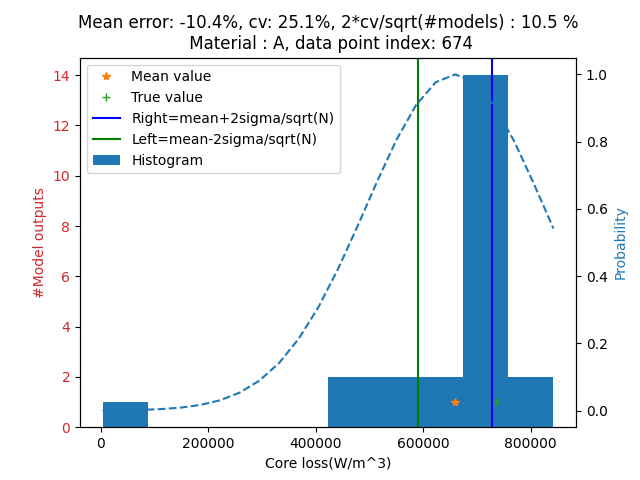 Mean error: -10.4%, cv: 25.1%, 2*cv/sqrt(#models) : 10.5 %
Material : A, data point index: 674
Mean value
True value
Right=mean+2sigma/sqrt(N)
Left=mean-2sigma/sqrt(N)
Histogram
#Model outputs
14
12
10
8
6
4
2
0
1.0
0.8
0.6
0.4
0.2
0.0
Probability
0
200000
400000
600000
800000
Core loss(W/m^3)